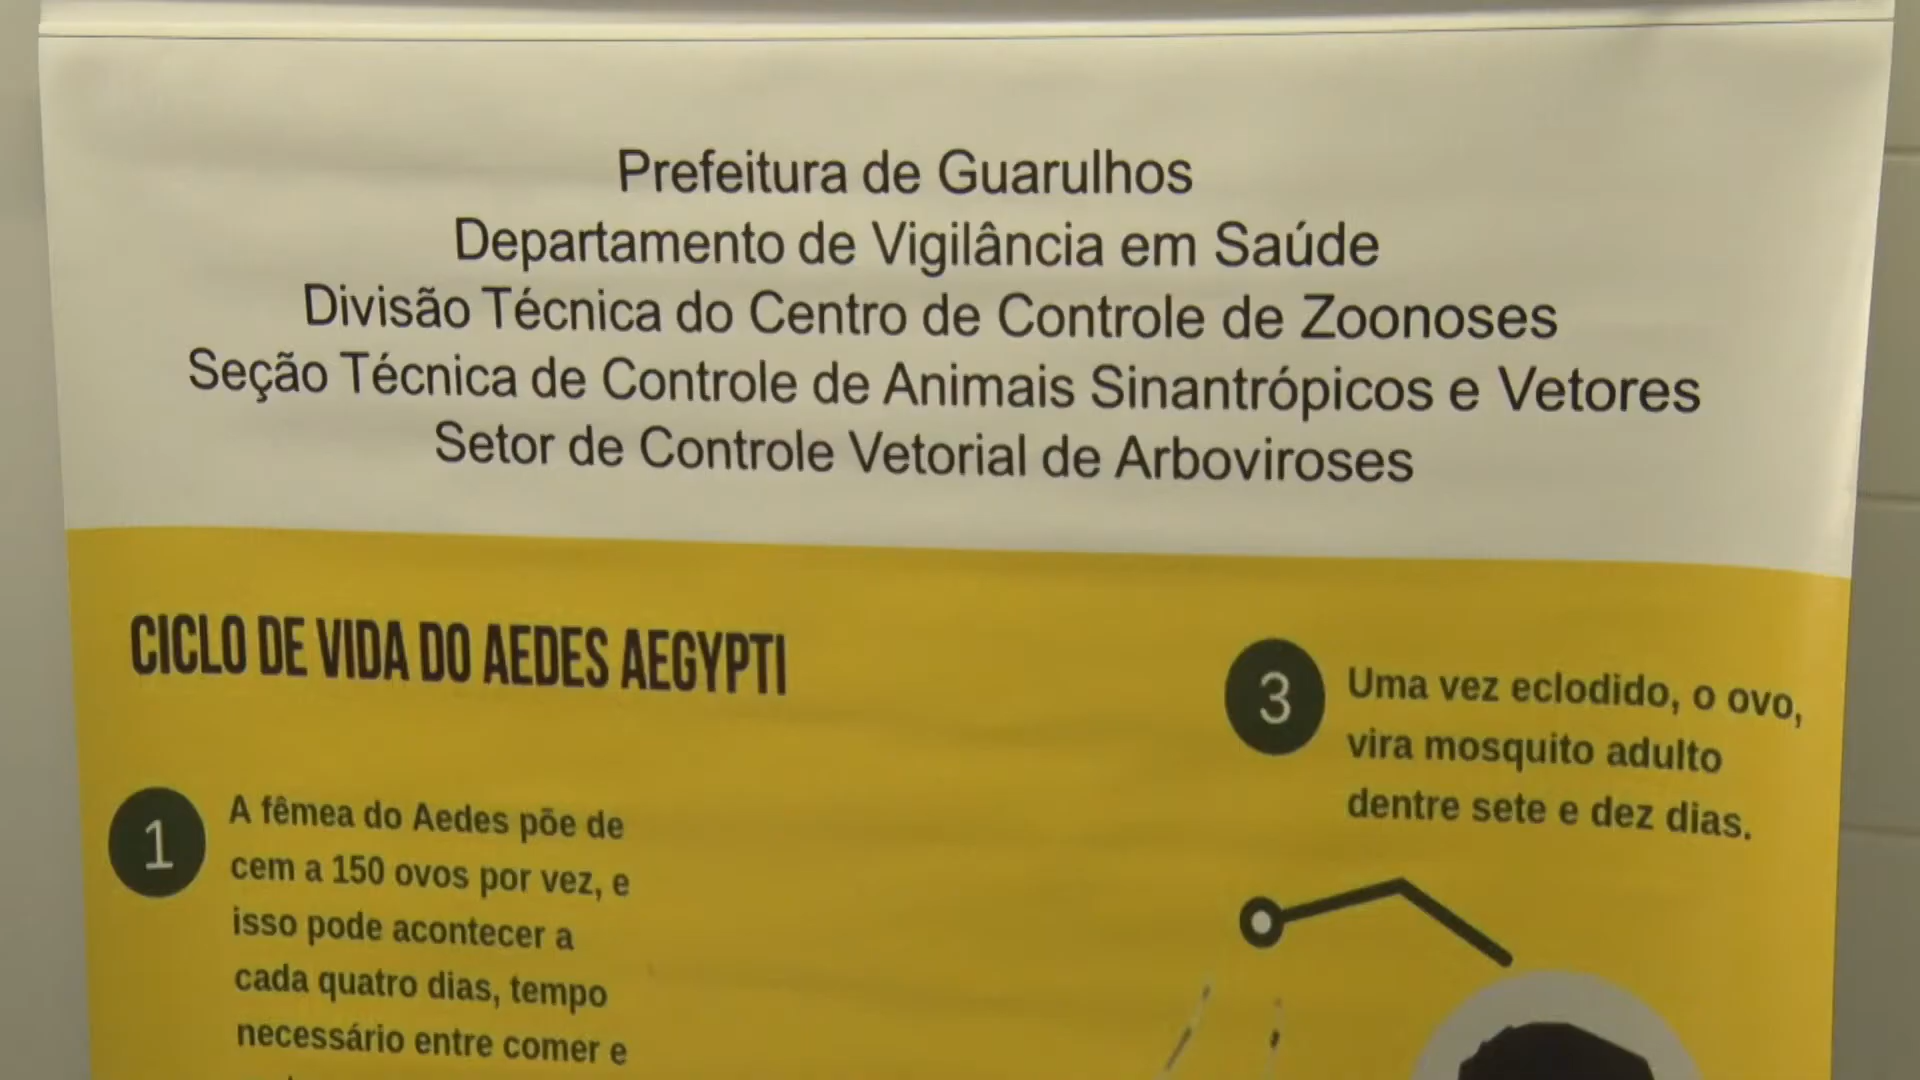 Prefeitura de Guarulhos
Departamento de Vigilância em Saúde
Divisão Técnica do Centro de Controle de Zoonoses
Seção Técnica de Controle de Animais Sinantrópicos e Vetores
Setor de Controle Vetorial de Arboviroses
CICLO DE VIDA DO AEDES AEGYPTI
1
A fêmea do Aedes põe de
cem a 150 ovos por vez, e
isso pode acontecer a
cada quatro dias, tempo
necessário entre comer e
3
Uma vez eclodido, o ovo,
vira mosquito adulto
dentre sete e dez dias.